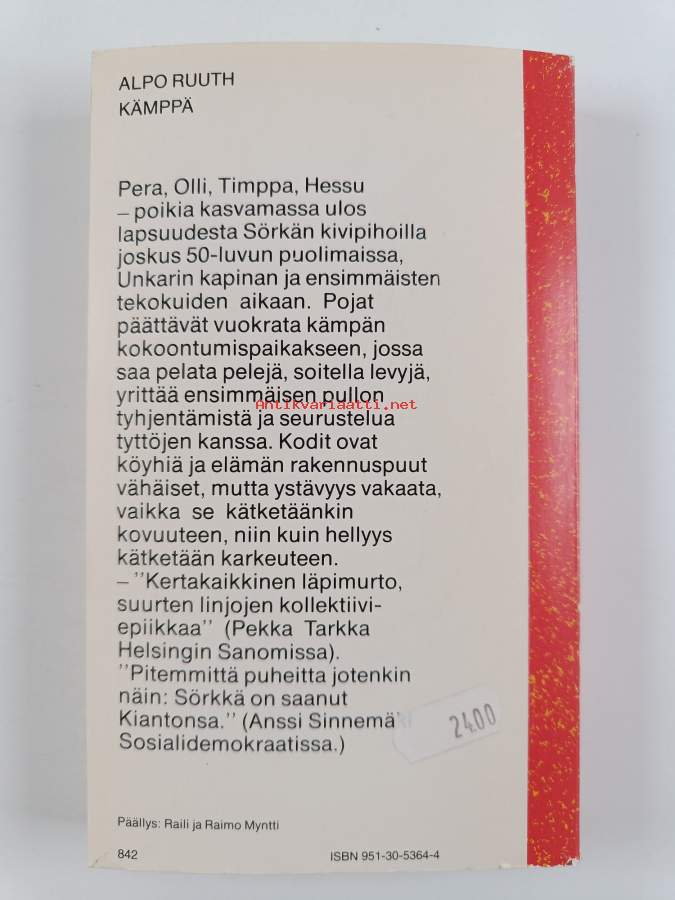 ALPO RUUTH
KÄMPPÄ
Pera, Olli, Timppa, Hessu
– poikia kasvamassa ulos
lapsuudesta Sörkän kivipihoilla
joskus 50-luvun puolimaissa,
Unkarin kapinan ja ensimmäisten
tekokuiden aikaan. Pojat
päättävät vuokrata kämpän
kokoontumispaikakseen, jossa
saa pelata pelejä, soitella levyjä,
yrittää ensimmäisen pullon
Antikvariaatti.net
tyhjentämistä ja seurustelua
tyttöjen kanssa. Kodit ovat
köyhiä ja elämän rakennuspuut
vähäiset, mutta ystävyys vakaata,
vaikka se kätketäänkin
kovuuteen, niin kuin hellyys
kätketään karkeuteen.
– "Kertakaikkinen läpimurto,
suurten linjojen kollektiivi-
epiikkaa" (Pekka Tarkka
Helsingin Sanomissa).
"Pitemmittä puheitta jotenkin
näin: Sörkkä on saanut
Kiantonsa." (Anssi
Sosialidemokraatissa.)
2400
Päällys: Raili ja Raimo Myntti
842 ISBN 951-30-5364-4